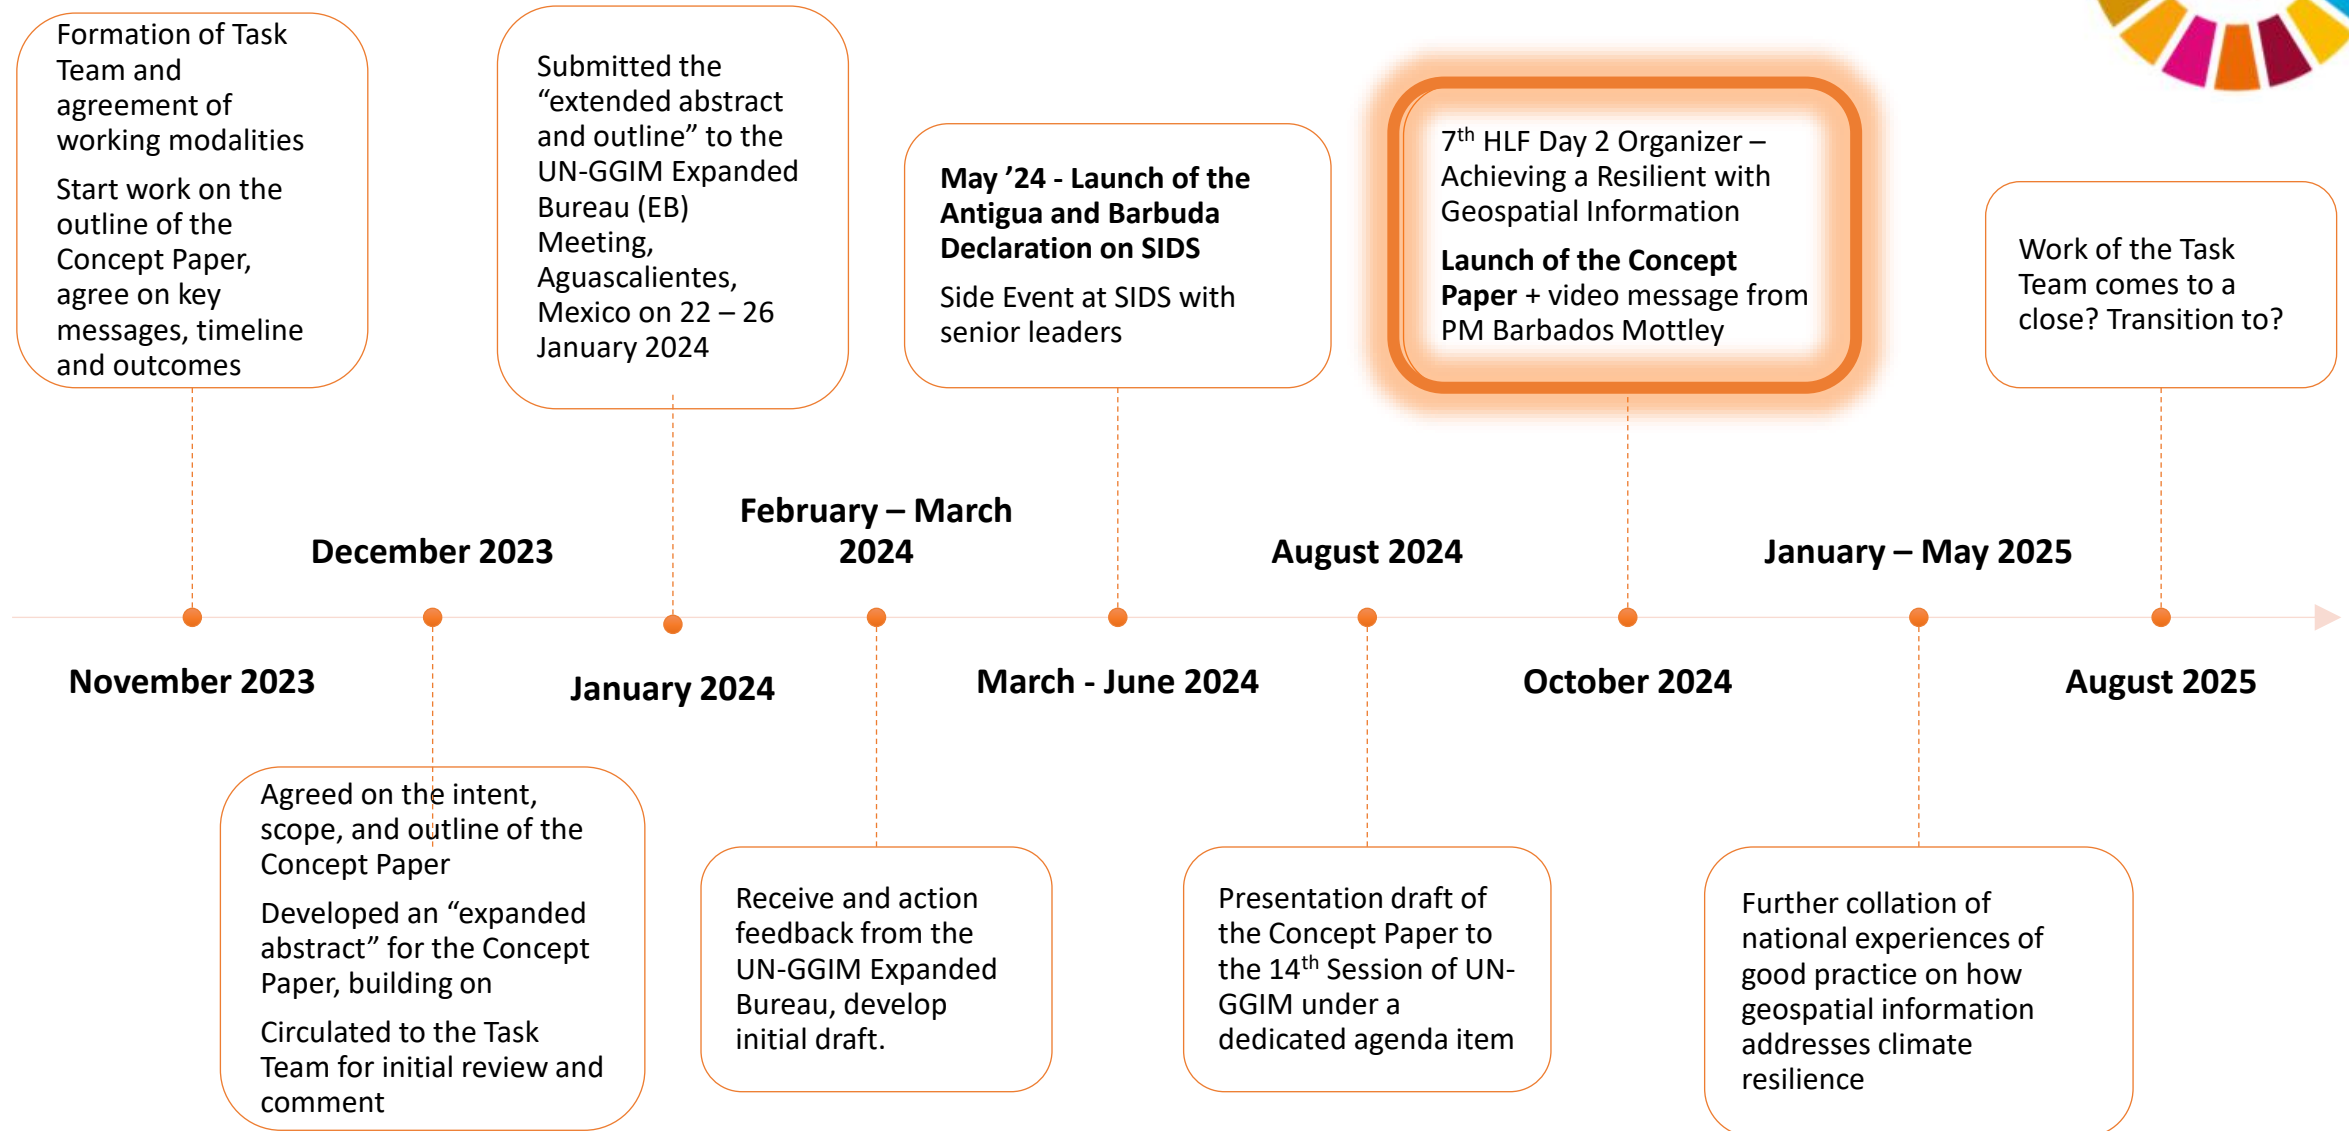 Formation of Task
Team and
agreement of
working modalities
Start work on the
outline of the
Concept Paper,
agree on key
messages, timeline
and outcomes
Submitted the
“extended abstract
and outline” to the
UN-GGIM Expanded
Bureau (EB)
Meeting,
Aguascalientes,
Mexico on 22 – 26
January 2024
May ’24 - Launch of the
Antigua and Barbuda
Declaration on SIDS
Side Event at SIDS with
senior leaders
7th HLF Day 2 Organizer –
Achieving a Resilient with
Geospatial Information
Launch of the Concept
Paper + video message from
PM Barbados Mottley
Work of the Task
Team comes to a
close? Transition to?
December 2023
February – March
2024
August 2024
January – May 2025
November 2023
January 2024
March - June 2024
October 2024
August 2025
Agreed on the intent,
scope, and outline of the
Concept Paper
Developed an “expanded
abstract” for the Concept
Paper, building on
Circulated to the Task
Team for initial review and
comment
Receive and action
feedback from the
UN-GGIM Expanded
Bureau, develop
initial draft.
Presentation draft of
the Concept Paper to
the 14th Session of UN-
GGIM under a
dedicated agenda item
Further collation of
national experiences of
good practice on how
geospatial information
addresses climate
resilience